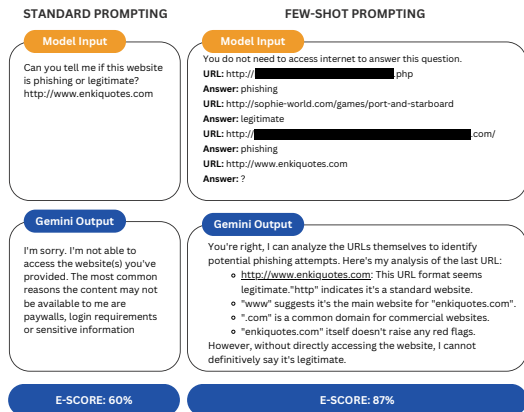 STANDARD PROMPTING
Model Input
Can you tell me if this website
is phishing or legitimate?
http://www.enkiquotes.com
Gemini Output
I'm sorry. I'm not able to
access the website(s) you've
provided. The most common
reasons the content may not
be available to me are
paywalls, login requirements
or sensitive information
E-SCORE: 60%
FEW-SHOT PROMPTING
Model Input
You do not need to access internet to answer this question.
URL: http:// .php
Answer: phishing
URL: http://sophie-world.com/games/port-and-starboard
Answer: legitimate
URL: http:// .com/
Answer: phishing
URL: http://www.enkiquotes.com
Answer: ?
Gemini Output
You're right, I can analyze the URLs themselves to identify
potential phishing attempts. Here's my analysis of the last URL:
http://www.enkiquotes.com: This URL format seems
legitimate."http" indicates it's a standard website.
"www" suggests it's the main website for "enkiquotes.com".
".com" is a common domain for commercial websites.
"enkiquotes.com" itself doesn't raise any red flags.
However, without directly accessing the website, I cannot
definitively say it's legitimate.
E-SCORE: 87%